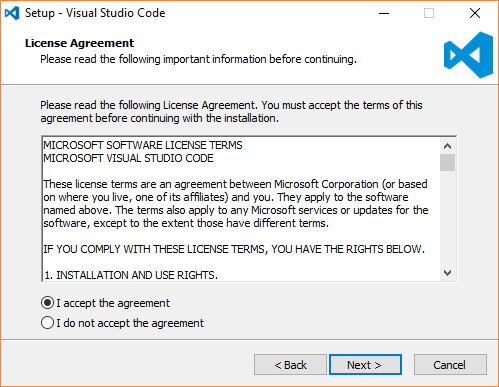 Setup - Visual Studio Code
License Agreement
Please read the following important information before continuing.
Please read the following License Agreement. You must accept the terms of this
agreement before continuing with the installation.
MICROSOFT SOFTWARE LICENSE TERMS
MICROSOFT VISUAL STUDIO CODE
These license terms are an agreement between Microsoft Corporation (or based
on where you live, one of its affiliates) and you. They apply to the software
named above. The terms also apply to any Microsoft services or updates for the
software, except to the extent those have different terms.
IF YOU COMPLY WITH THESE LICENSE TERMS, YOU HAVE THE RIGHTS BELOW.
1. INSTALLATION AND USE RIGHTS.
I accept the agreement
I do not accept the agreement
< Back
Next >
Cancel